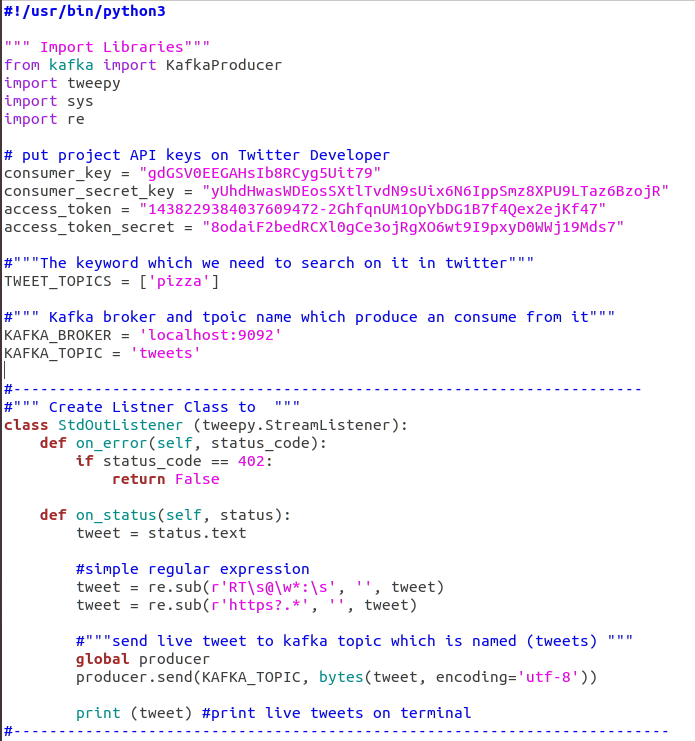 #!/usr/bin/python3
""" Import Libraries"""
from kafka import KafkaProducer
import tweepy
import sys
import re
# put project API keys on Twitter Developer
consumer_key = "gdGSV0EEGAHsIb8RCyg5Uit79"
consumer_secret_key = "yUhdHwasWDEosSXtlTvdN9sUix6N6IppSmz8XPU9LTaz6BzojR"
access_token = "1438229384037609472-2GhfqnUM1OpYbDG1B7f4Qex2ejKf47"
access_token_secret = "8odaiF2bedRCXl0gCe3ojRgXO6wt9I9pxyD0WWj19Mds7"
#"""The keyword which we need to search on it in twitter"""
TWEET_TOPICS = ['pizza']
#""" Kafka broker and tpoic name which produce an consume from it"""
KAFKA_BROKER = 'localhost:9092'
KAFKA_TOPIC = 'tweets'
#----------------------------------------------------------------------
#""" Create Listner Class to  """
class StdOutListener (tweepy.StreamListener):
    def on_error(self, status_code):
        if status_code == 402:
            return False
    def on_status(self, status):
        tweet = status.text
        #simple regular expression
        tweet = re.sub(r'RT\s@\w*:\s', '', tweet)
        tweet = re.sub(r'https?.*', '', tweet)
        #"""send live tweet to kafka topic which is named (tweets) """
        global producer
        producer.send(KAFKA_TOPIC, bytes(tweet, encoding='utf-8'))
        print (tweet) #print live tweets on terminal
#-------------------------------------------------------------------------